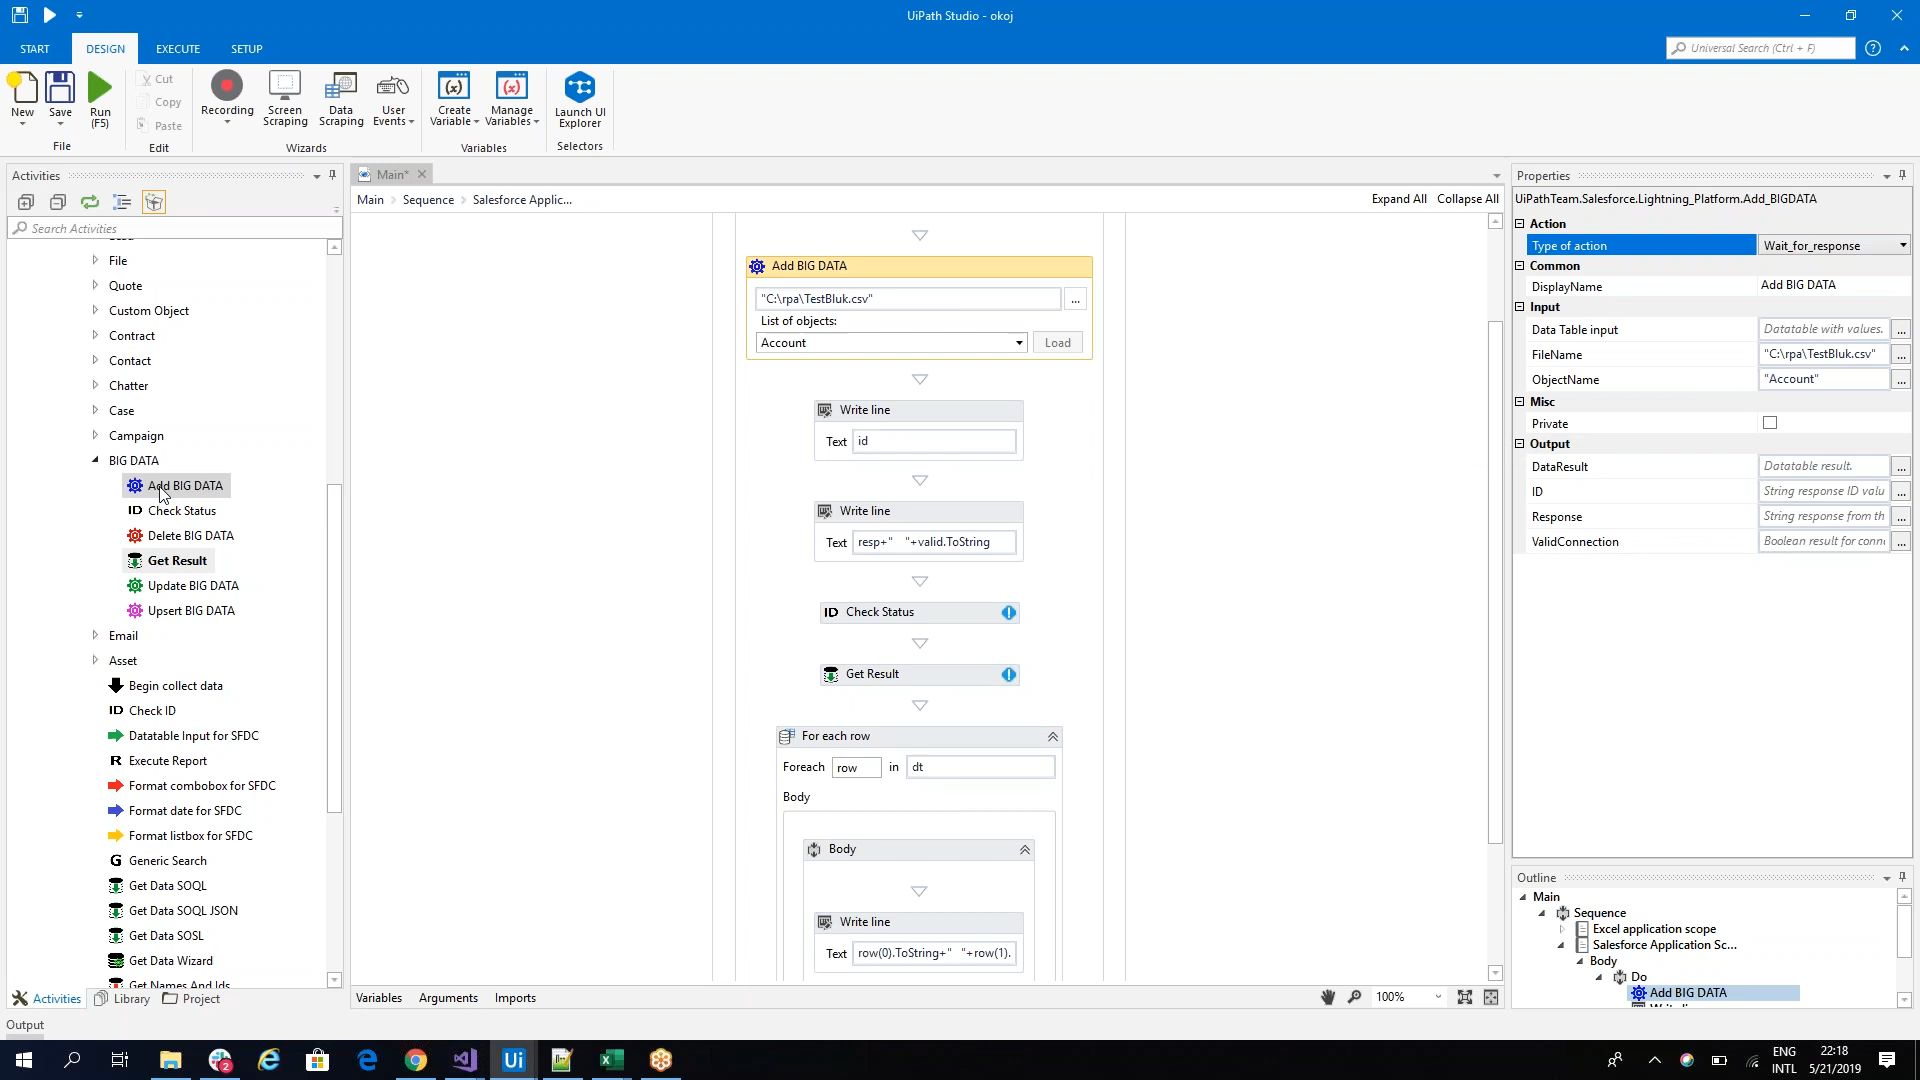 UiPath Studio - okoj
START
DESIGN
EXECUTE
SETUP
Universal Search (Ctrl + F)
New
Save
Run
(F5)
File
Cut
Copy
Paste
Edit
Recording
Screen
Scraping
Data
Scraping
User
Events
Wizards
Create
Variable
Manage
Variables
Variables
Launch UI
Explorer
Selectors
Activities
Search Activities
File
Quote
Custom Object
Contract
Contact
Chatter
Case
Campaign
BIG DATA
Add BIG DATA
ID Check Status
Delete BIG DATA
Get Result
Update BIG DATA
Upsert BIG DATA
Email
Asset
Begin collect data
ID Check ID
Datatable Input for SFDC
R Execute Report
Format combobox for SFDC
Format date for SFDC
Format listbox for SFDC
G Generic Search
Get Data SOQL
Get Data SOQL JSON
Get Data SOSL
Get Data Wizard
Get Names And Ids
Activities
Library
Project
Output
Main*
Main > Sequence > Salesforce Applic...
Expand All
Collapse All
Add BIG DATA
"C:\rpa\TestBluk.csv"
...
List of objects:
Account
Load
Write line
Text id
Write line
Text resp+"   "+valid.ToString
ID Check Status
Get Result
For each row
Foreach row in dt
Body
Body
Write line
Text row(0).ToString+"   "+row(1).
Variables
Arguments
Imports
100%
Properties
UiPathTeam.Salesforce.Lightning_Platform.Add_BIGDATA
Action
Type of action Wait_for_response
Common
DisplayName Add BIG DATA
Input
Data Table input Datatable with values. ...
FileName "C:\rpa\TestBluk.csv" ...
ObjectName "Account" ...
Misc
Private
Output
DataResult Datatable result. ...
ID String response ID valu ...
Response String response from th ...
ValidConnection Boolean result for conn ...
Outline
Main
Sequence
Excel application scope
Salesforce Application Sc...
Body
Do
Add BIG DATA
2
Ui
ENG
INTL
22:18
5/21/2019